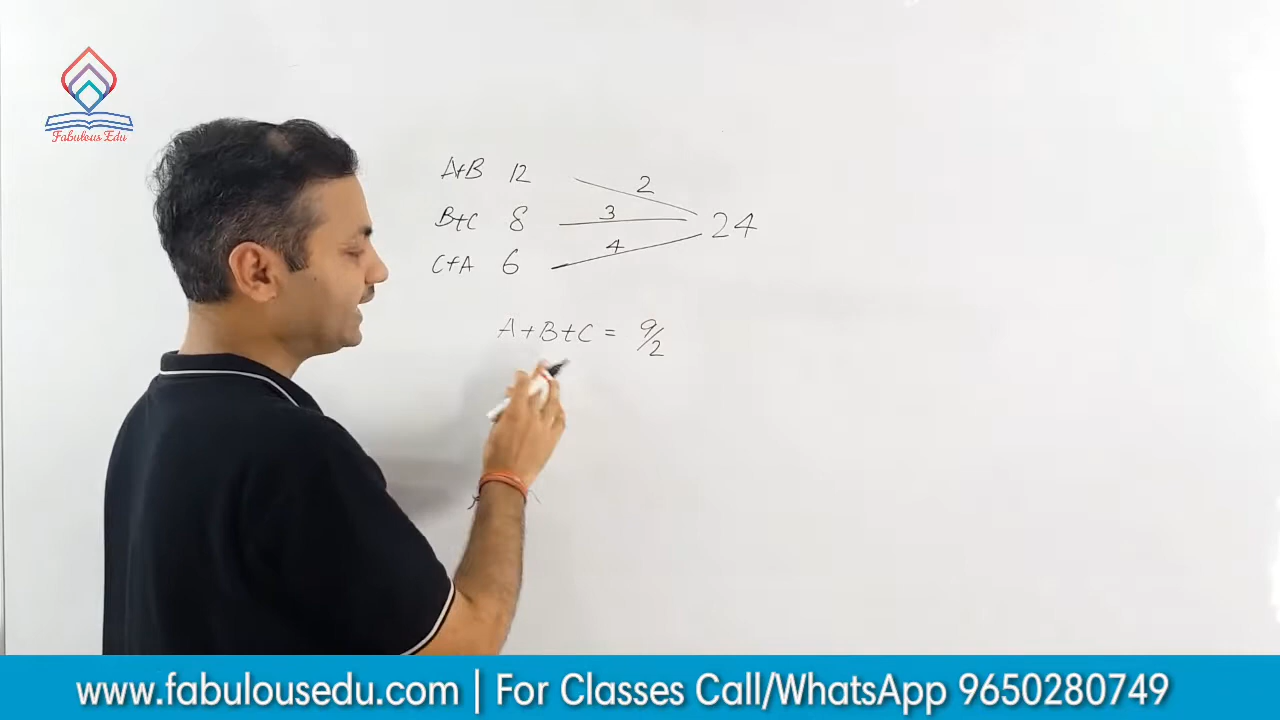 Fabulous Edu
A+B 12 2
B+C 8 3 24
C+A 6 4
A+B+C = 9/2
www.fabulousedu.com | For Classes Call/WhatsApp 9650280749